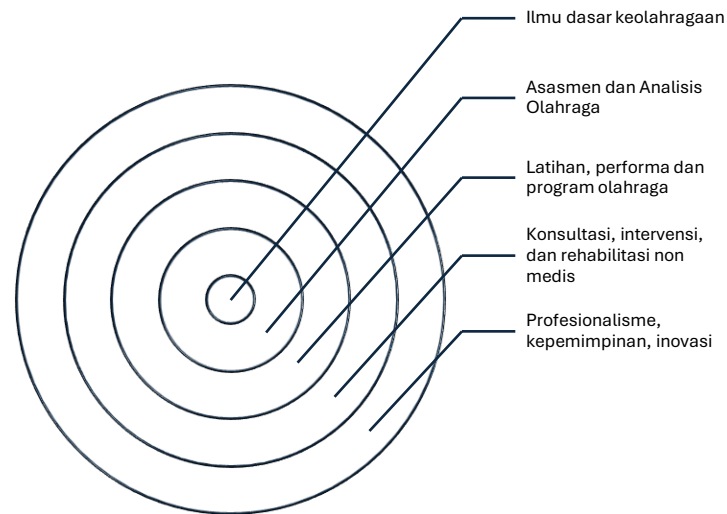 Ilmu dasar keolahragaan
Asasmen dan Analisis
Olahraga
Latihan, performa dan
program olahraga
Konsultasi, intervensi,
dan rehabilitasi non
medis
Profesionalisme,
kepemimpinan, inovasi